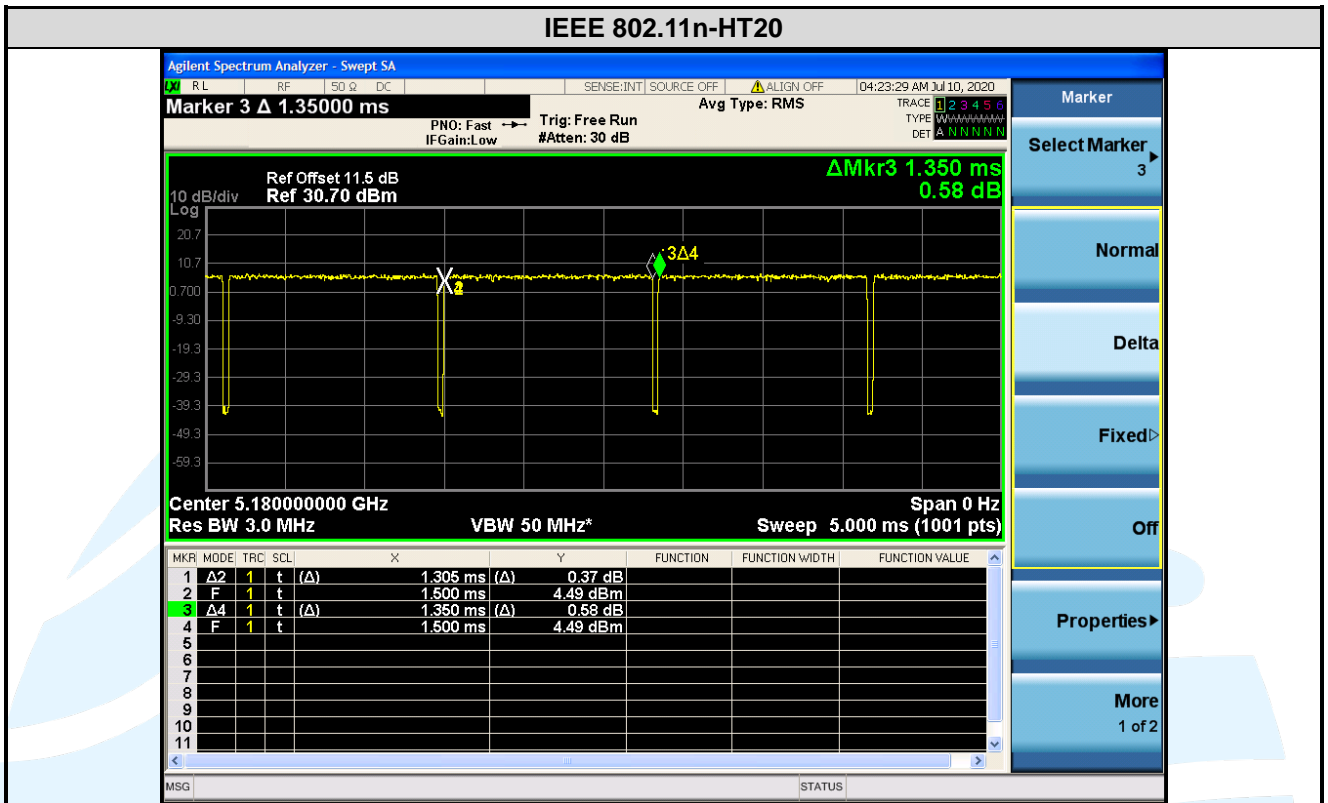 IEEE 802.11n-HT20
Agilent Spectrum Analyzer - Swept SA
LXI RL RF 50 Ω DC SENSE:INT SOURCE OFF ALIGN OFF 04:23:29 AM Jul 10, 2020
Marker 3 Δ 1.35000 ms
PNO: Fast
IFGain:Low
Trig: Free Run
#Atten: 30 dB
Avg Type: RMS
TRACE 1 2 3 4 5 6
TYPE WWWWWW
DET A N N N N N
ΔMkr3 1.350 ms
0.58 dB
Ref Offset 11.5 dB
10 dB/div Ref 30.70 dBm
Log
20.7
10.7
0.700
-9.30
-19.3
-29.3
-39.3
-49.3
-59.3
3Δ4
Center 5.180000000 GHz Span 0 Hz
Res BW 3.0 MHz VBW 50 MHz* Sweep 5.000 ms (1001 pts)
MKR MODE TRC SCL X Y FUNCTION FUNCTION WIDTH FUNCTION VALUE
1 Δ2 1 t (Δ) 1.305 ms (Δ) 0.37 dB
2 F 1 t 1.500 ms 4.49 dBm
3 Δ4 1 t (Δ) 1.350 ms (Δ) 0.58 dB
4 F 1 t 1.500 ms 4.49 dBm
5
6
7
8
9
10
11
MSG STATUS
Marker
Select Marker
3
Normal
Delta
Fixed
Off
Properties
More
1 of 2